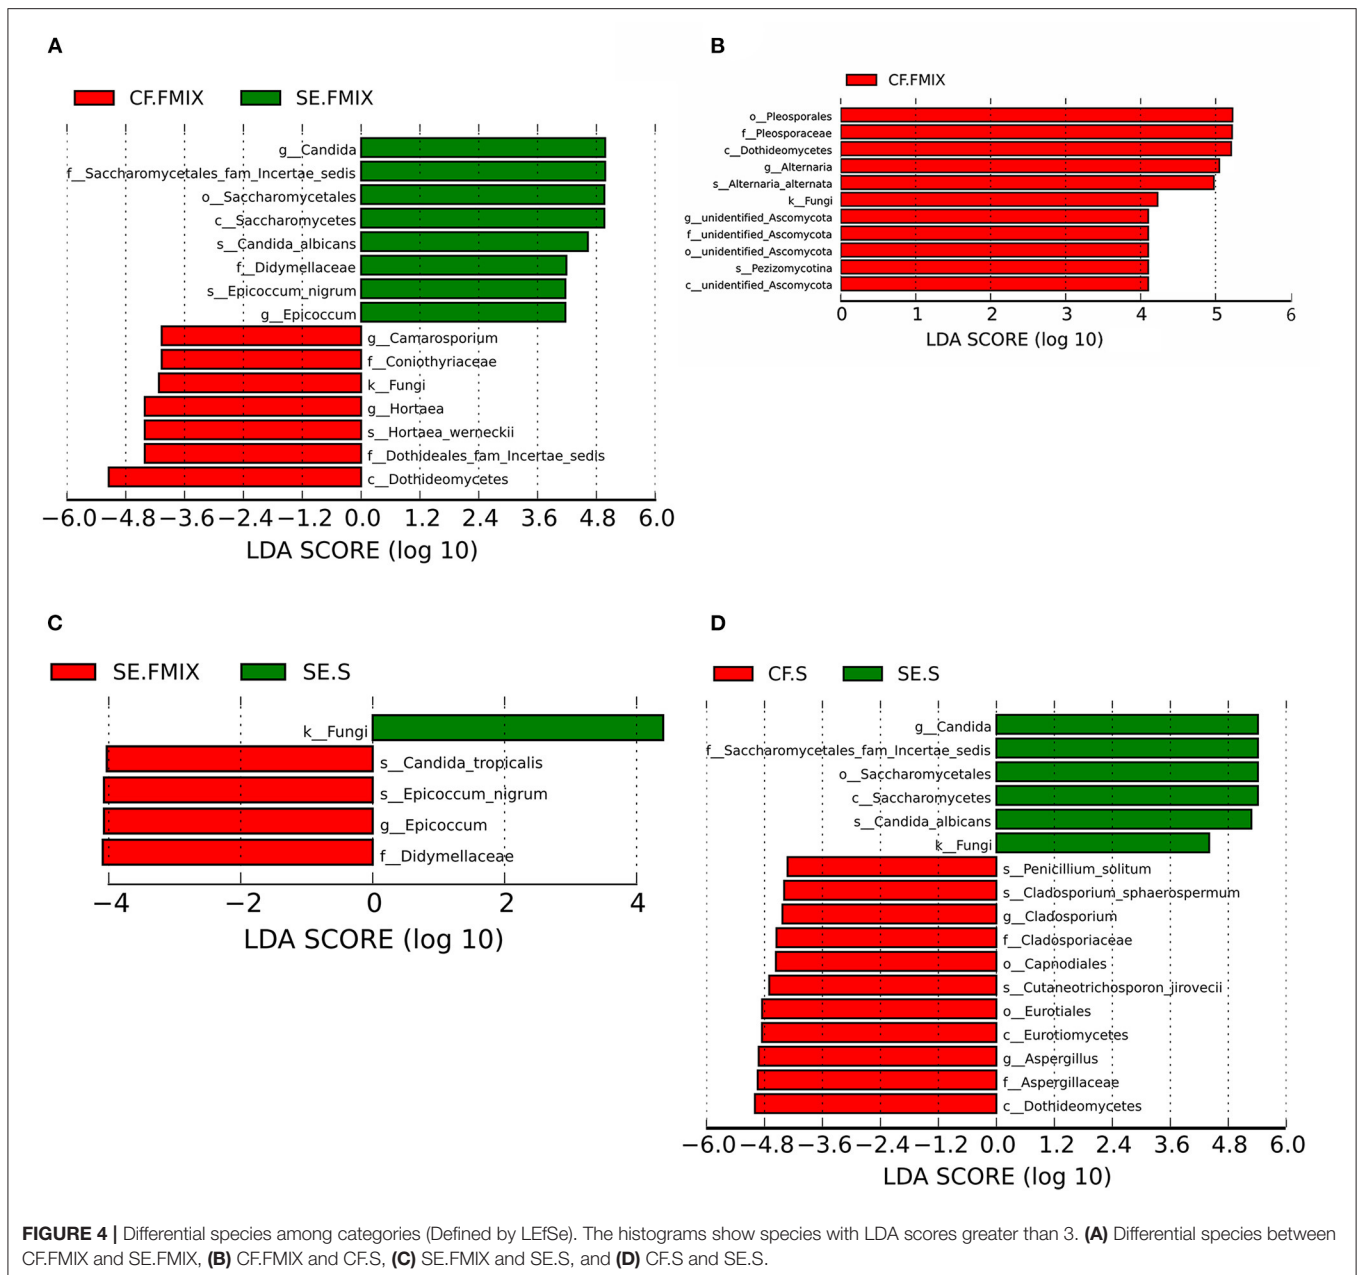 A
CF.FMIX SE.FMIX
g__Candida
f__Saccharomycetales_fam_Incertae_sedis
o__Saccharomycetales
c__Saccharomycetes
s__Candida_albicans
f__Didymellaceae
s__Epicoccum_nigrum
g__Epicoccum
g__Camarosporium
f__Coniothyriaceae
k__Fungi
g__Hortaea
s__Hortaea_werneckii
f__Dothideales_fam_Incertae_sedis
c__Dothideomycetes
−6.0 −4.8 −3.6 −2.4 −1.2 0.0 1.2 2.4 3.6 4.8 6.0
LDA SCORE (log 10)
B
CF.FMIX
o__Pleosporales
f__Pleosporaceae
c__Dothideomycetes
g__Alternaria
s__Alternaria_alternata
k__Fungi
g__unidentified_Ascomycota
f__unidentified_Ascomycota
o__unidentified_Ascomycota
s__Pezizomycotina
c__unidentified_Ascomycota
0 1 2 3 4 5 6
LDA SCORE (log 10)
C
SE.FMIX SE.S
k__Fungi
s__Candida_tropicalis
s__Epicoccum_nigrum
g__Epicoccum
f__Didymellaceae
−4 −2 0 2 4
LDA SCORE (log 10)
D
CF.S SE.S
g__Candida
f__Saccharomycetales_fam_Incertae_sedis
o__Saccharomycetales
c__Saccharomycetes
s__Candida_albicans
k__Fungi
s__Penicillium_solitum
s__Cladosporium_sphaerospermum
g__Cladosporium
f__Cladosporiaceae
o__Capnodiales
s__Cutaneotrichosporon_jirovecii
o__Eurotiales
c__Eurotiomycetes
g__Aspergillus
f__Aspergillaceae
c__Dothideomycetes
−6.0 −4.8 −3.6 −2.4 −1.2 0.0 1.2 2.4 3.6 4.8 6.0
LDA SCORE (log 10)
FIGURE 4 | Differential species among categories (Defined by LEfSe). The histograms show species with LDA scores greater than 3. (A) Differential species between
CF.FMIX and SE.FMIX, (B) CF.FMIX and CF.S, (C) SE.FMIX and SE.S, and (D) CF.S and SE.S.